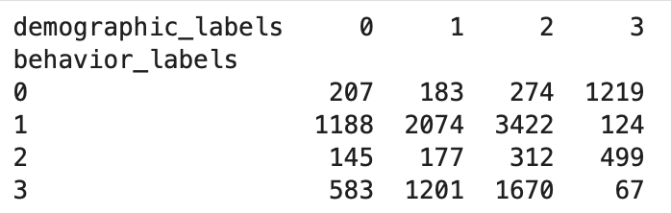 demographic_labels 0 1 2 3
behavior_labels
0 207 183 274 1219
1 1188 2074 3422 124
2 145 177 312 499
3 583 1201 1670 67